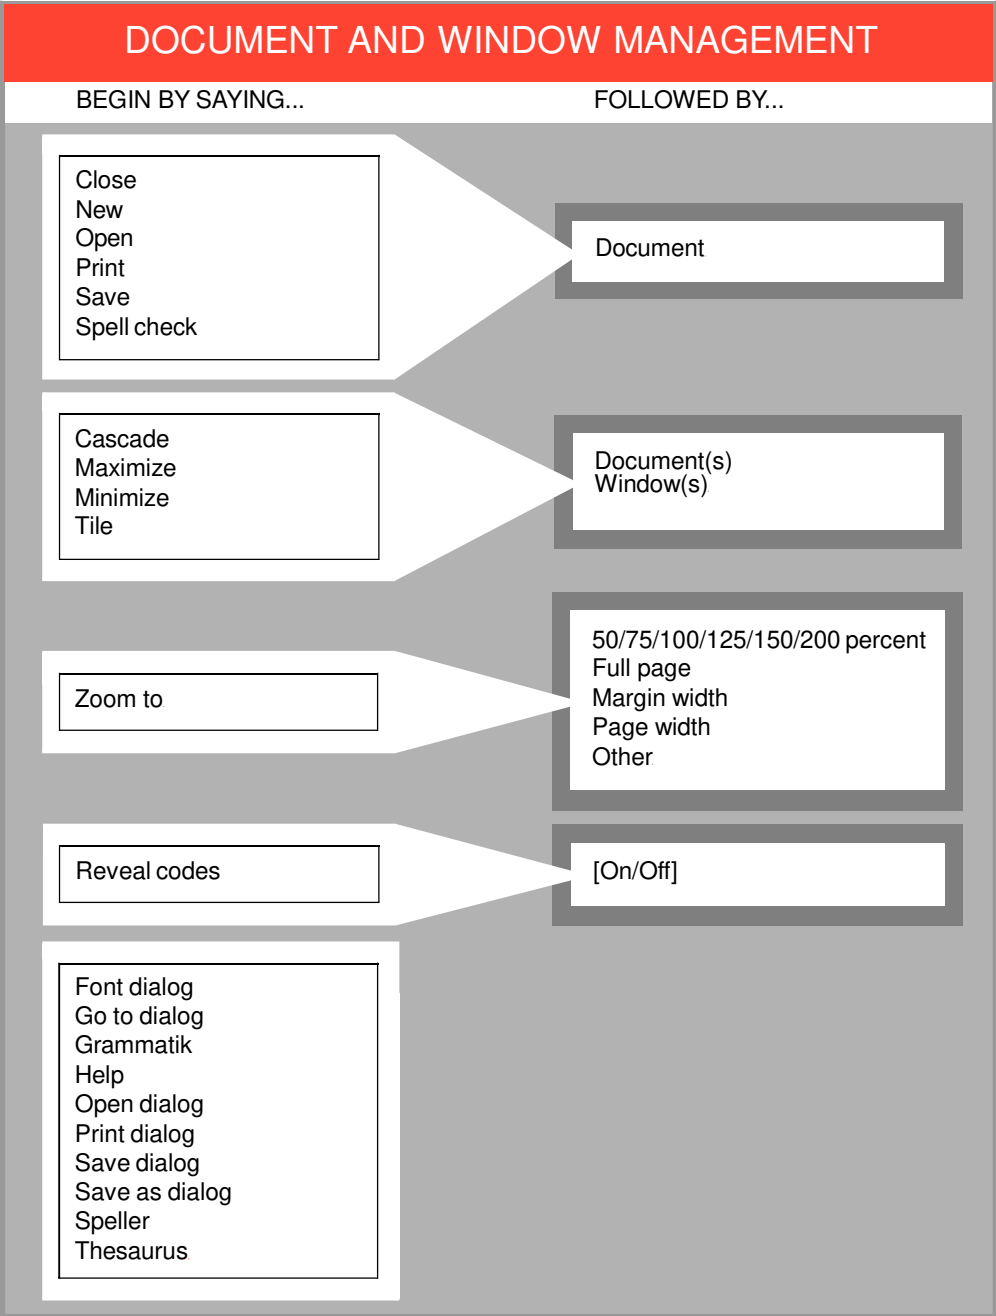 DOCUMENT AND WINDOW MANAGEMENT
BEGIN BY SAYING...
FOLLOWED BY...
Close
New
Open
Print
Save
Spell check
Document
Cascade
Maximize
Minimize
Tile
Document(s)
Window(s)
Zoom to
50/75/100/125/150/200 percent
Full page
Margin width
Page width
Other
Reveal codes
[On/Off]
Font dialog
Go to dialog
Grammatik
Help
Open dialog
Print dialog
Save dialog
Save as dialog
Speller
Thesaurus